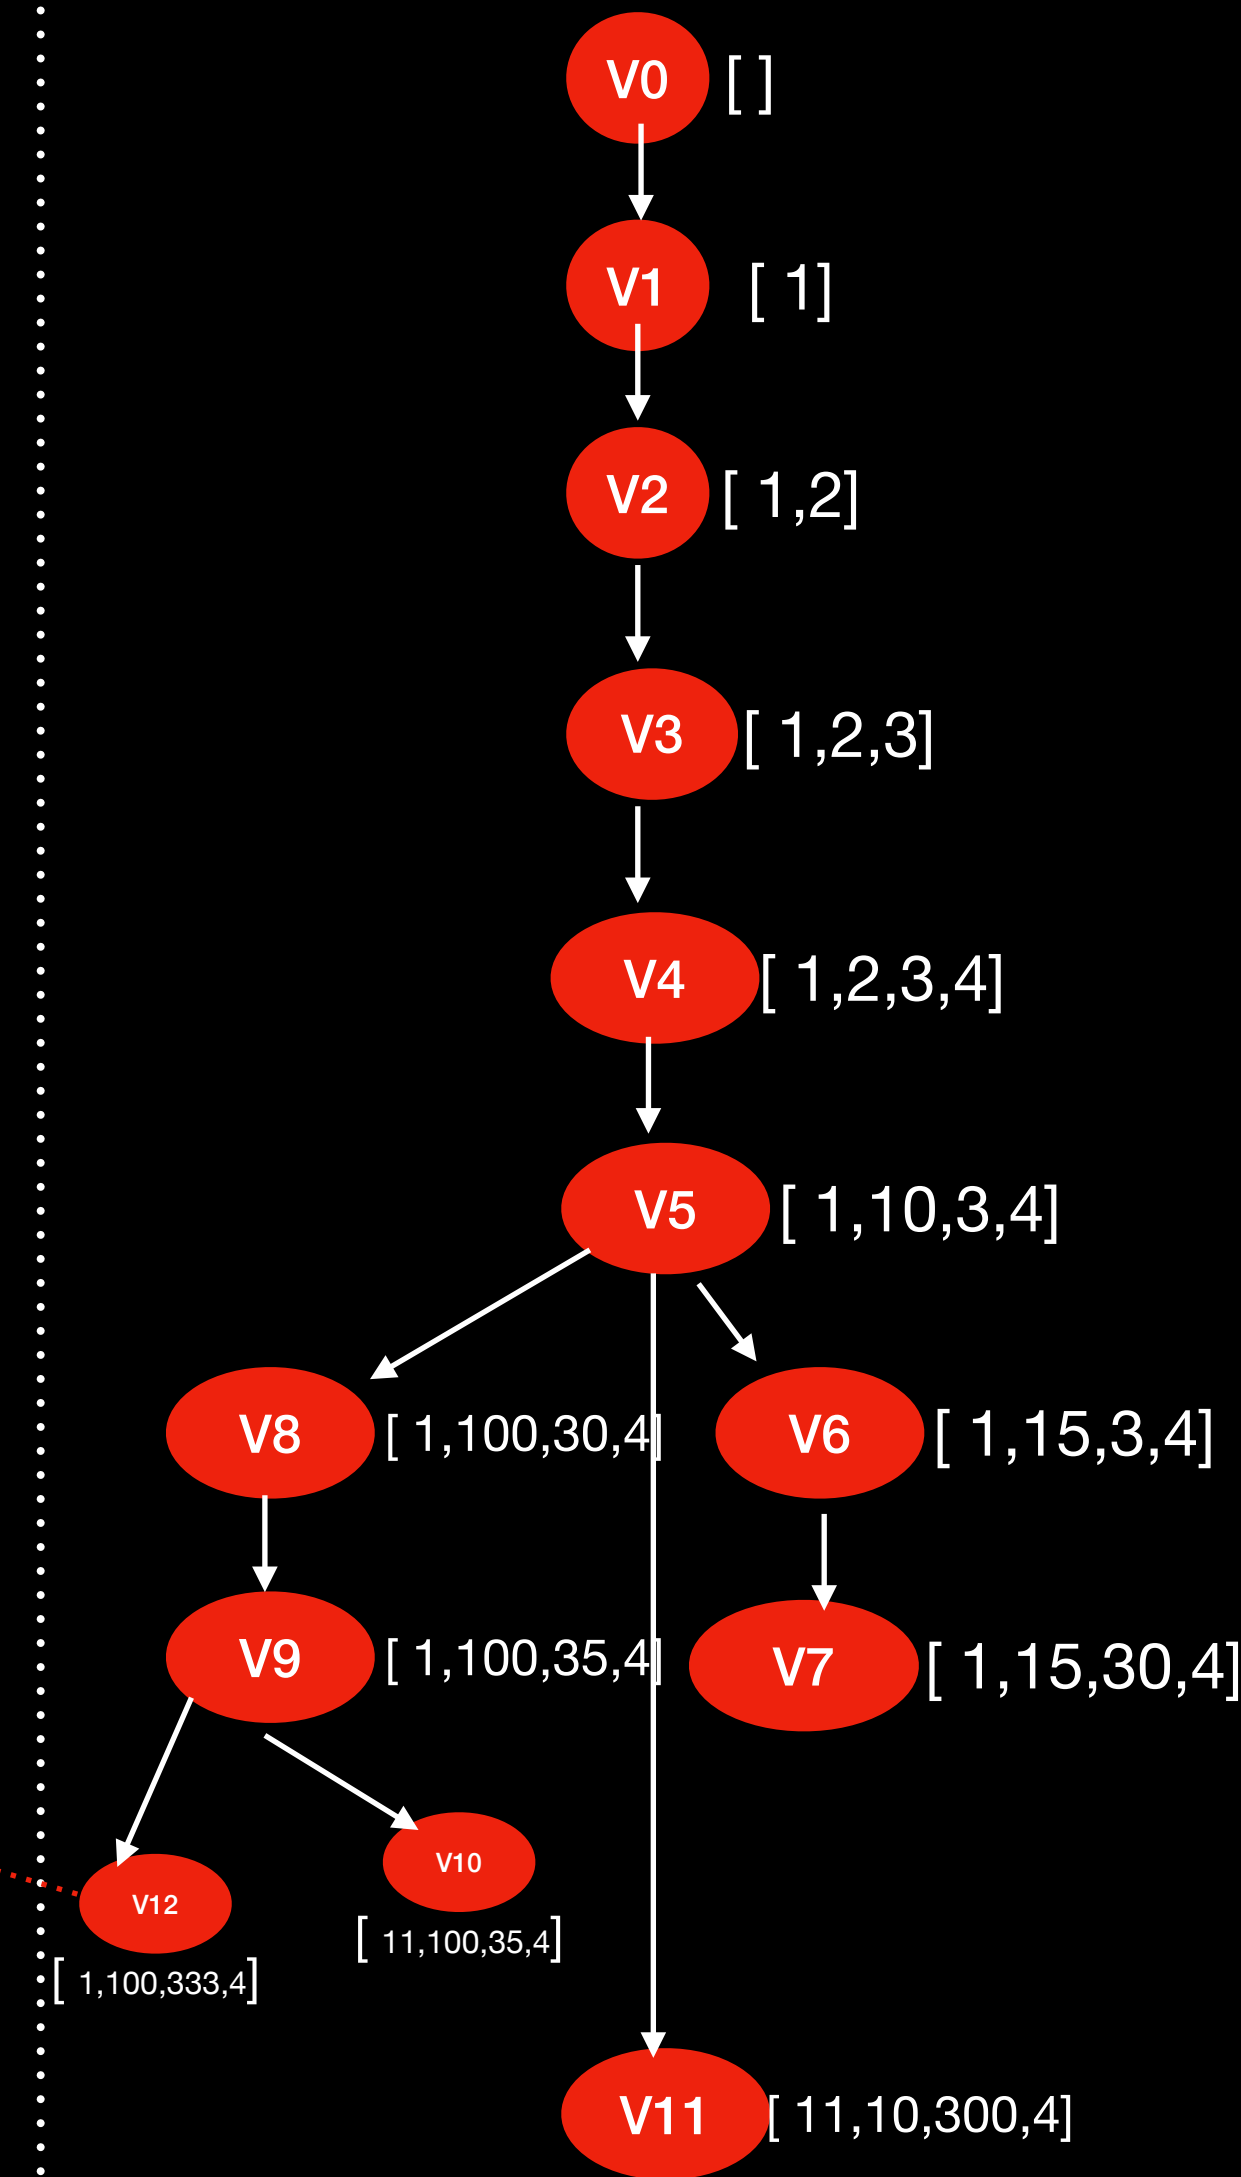 V0 [ ]
V1 [ 1]
V2 [ 1,2]
V3 [ 1,2,3]
V4 [ 1,2,3,4]
V5 [ 1,10,3,4]
V8 [ 1,100,30,4] V6 [ 1,15,3,4]
V9 [ 1,100,35,4] V7 [ 1,15,30,4]
V10
V12
[ 11,100,35,4]
[ 1,100,333,4]
V11 [ 11,10,300,4]